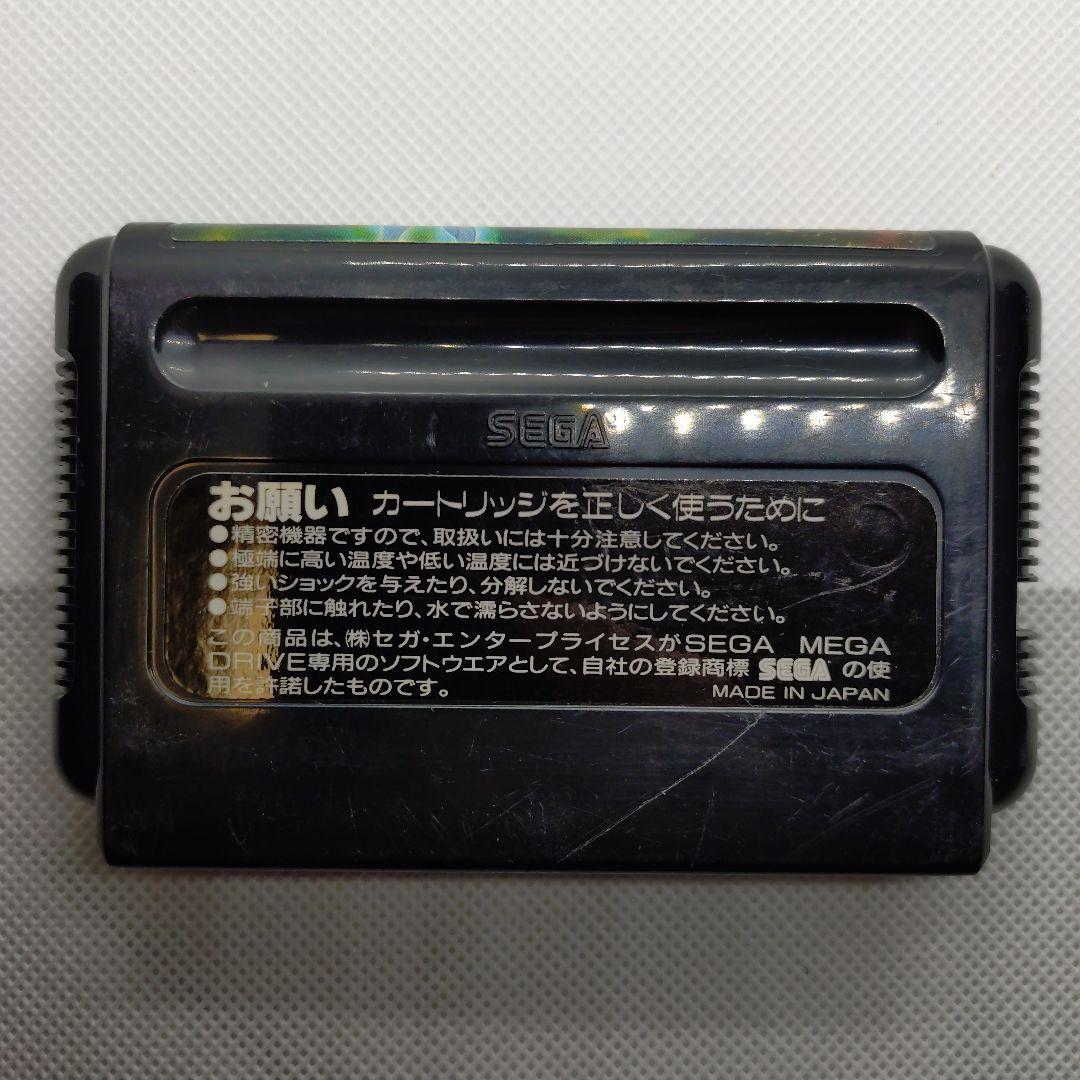 SEGA
お願い カートリッジを正しく使うために
●精密機器ですので、取扱いには十分注意してください。
●極端に高い温度や低い温度には近づけないでください。
●強いショックを与えたり、分解しないでください。
●端子部に触れたり、水で濡らさないようにしてください。
この商品は、(株)セガ・エンタープライセスがSEGA MEGA
DRIVE専用のソフトウエアとして、自社の登録商標 SEGA の使
用を許諾したものです。
MADE IN JAPAN